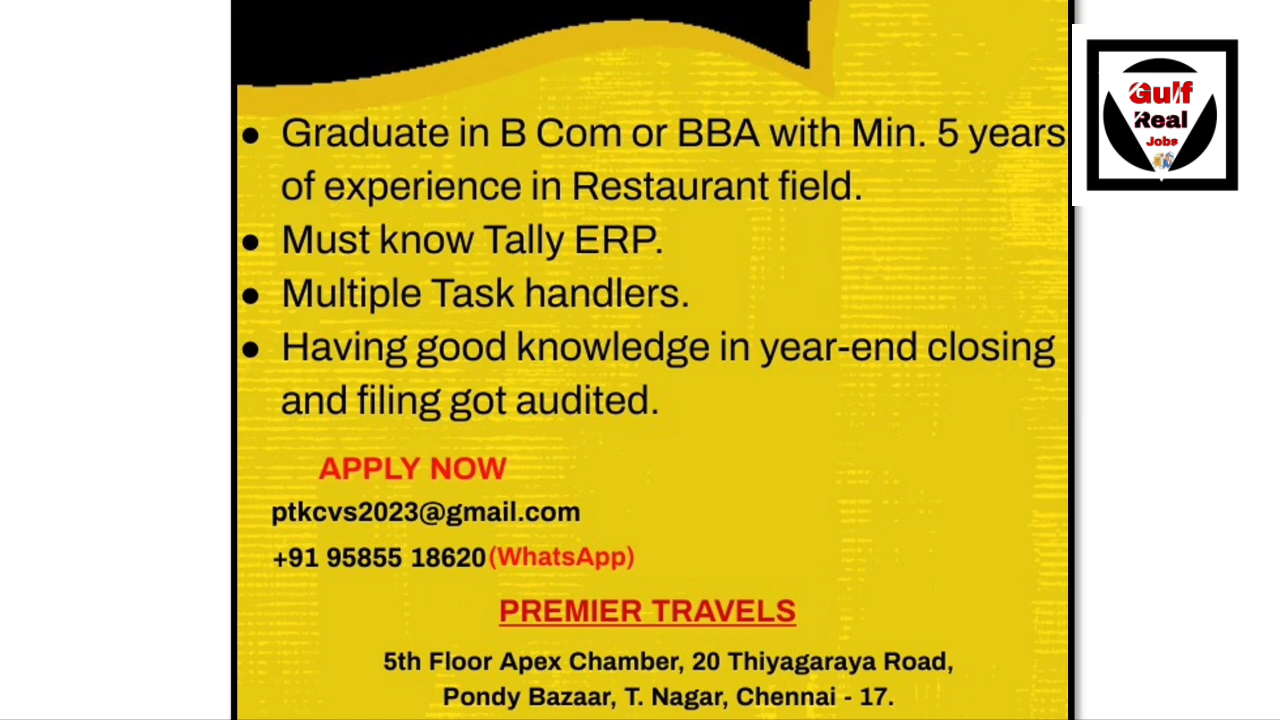 Gulf
Real
Jobs
● Graduate in B Com or BBA with Min. 5 years
of experience in Restaurant field.
● Must know Tally ERP.
● Multiple Task handlers.
● Having good knowledge in year-end closing
and filing got audited.
APPLY NOW
ptkcvs2023@gmail.com
+91 95855 18620(WhatsApp)
PREMIER TRAVELS
5th Floor Apex Chamber, 20 Thiyagaraya Road,
Pondy Bazaar, T. Nagar, Chennai - 17.